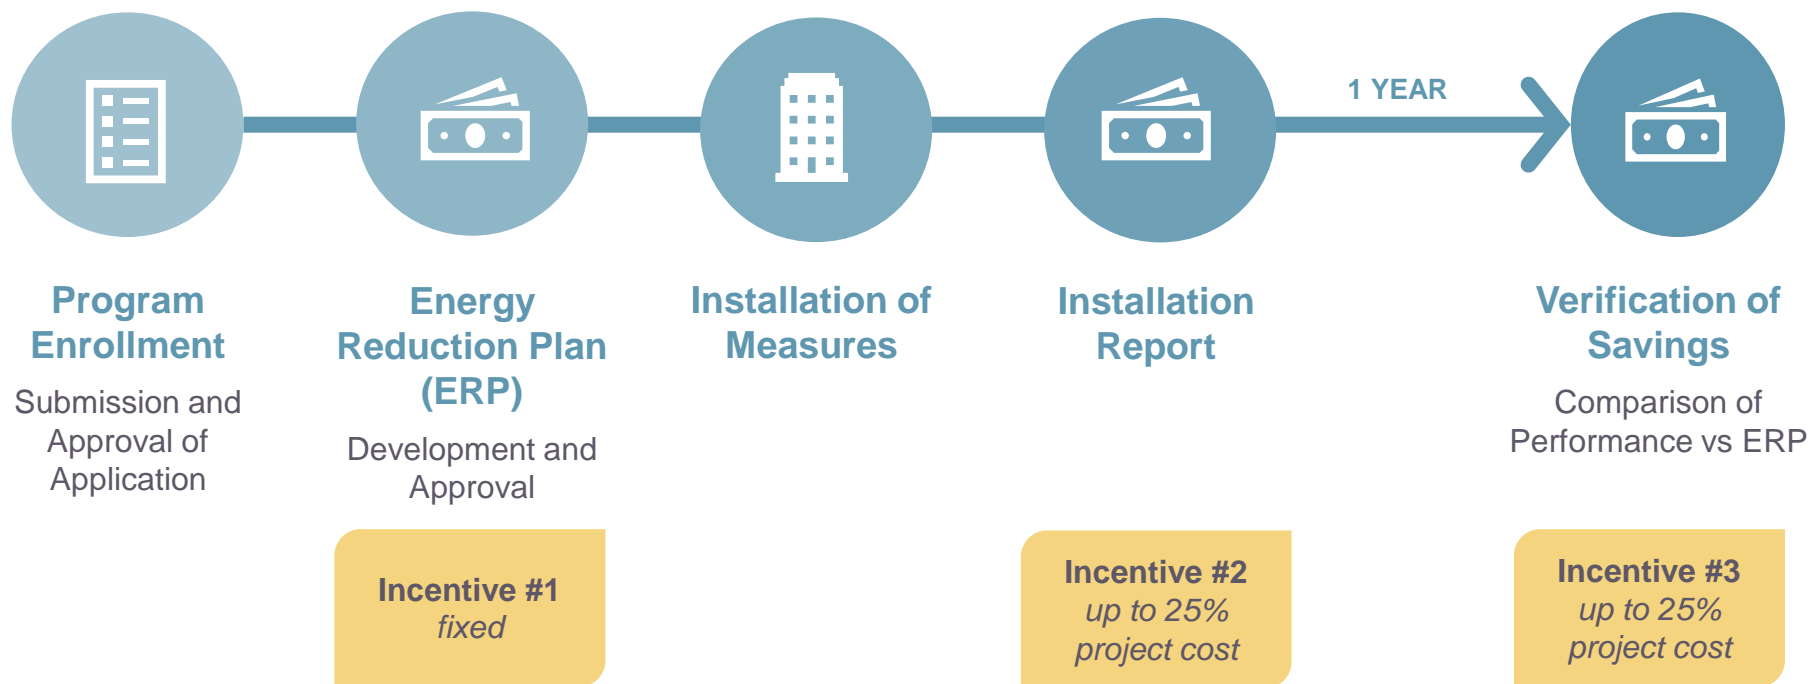 1 YEAR
Program
Enrollment
Submission and
Approval of
Application
Energy
Reduction Plan
(ERP)
Development and
Approval
Incentive #1
fixed
Installation of
Measures
Installation
Report
Incentive #2
up to 25%
project cost
Verification of
Savings
Comparison of
Performance vs ERP
Incentive #3
up to 25%
project cost